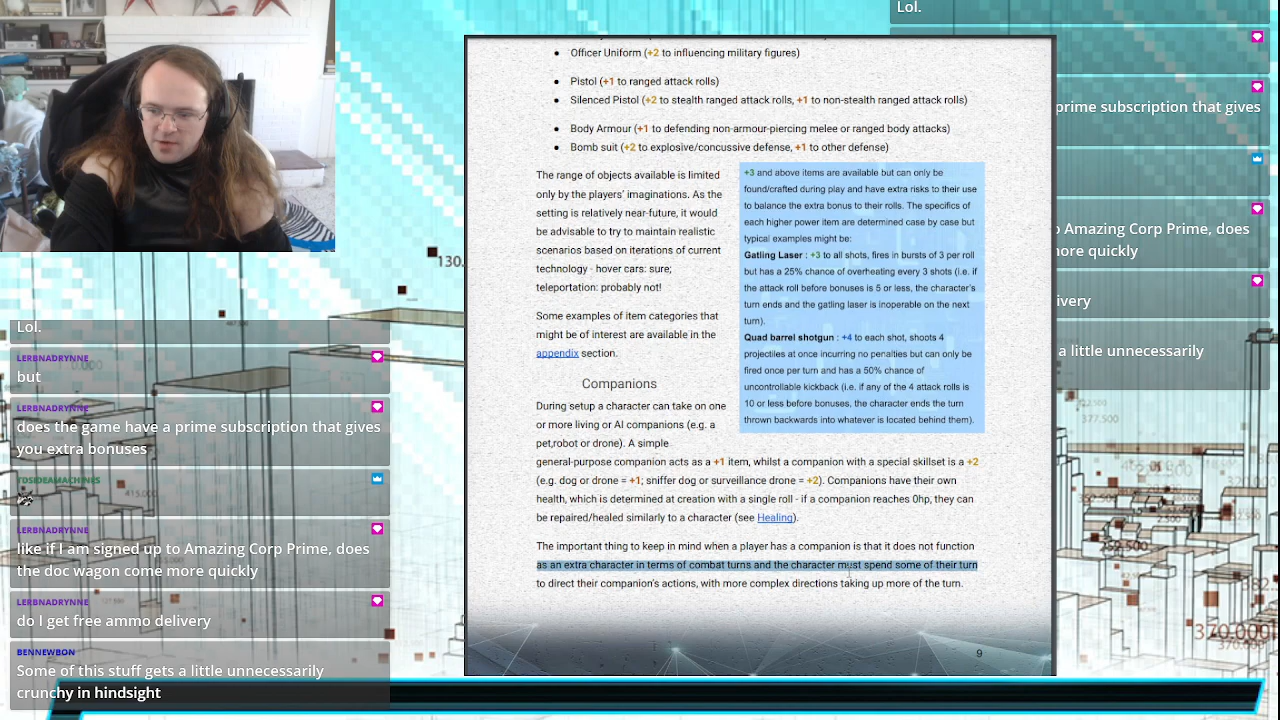 Lol.
prime subscription that gives
o Amazing Corp Prime, does
ore quickly
ivery
a little unnecessarily
Officer Uniform (+2 to influencing military figures)
Pistol (+1 to ranged attack rolls)
Silenced Pistol (+2 to stealth ranged attack rolls, +1 to non-stealth ranged attack rolls)
Body Armour (+1 to defending non-armour-piercing melee or ranged body attacks)
Bomb suit (+2 to explosive/concussive defense, +1 to other defense)
The range of objects available is limited
only by the players' imaginations. As the
setting is relatively near-future, it would
be advisable to try to maintain realistic
scenarios based on iterations of current
technology - hover cars: sure;
teleportation: probably not!
Some examples of item categories that
might be of interest are available in the
appendix section.
+3 and above items are available but can only be
found/crafted during play and have extra risks to their use
to balance the extra bonus to their rolls. The specifics of
each higher power item are determined case by case but
typical examples might be:
Gatling Laser : +3 to all shots, fires in bursts of 3 per roll
but has a 25% chance of overheating every 3 shots (i.e. if
the attack roll before bonuses is 5 or less, the character's
turn ends and the gatling laser is inoperable on the next
turn).
Quad barrel shotgun : +4 to each shot, shoots 4
projectiles at once incurring no penalties but can only be
fired once per turn and has a 50% chance of
uncontrollable kickback (i.e. if any of the 4 attack rolls is
10 or less before bonuses, the character ends the turn
thrown backwards into whatever is located behind them).
Companions
During setup a character can take on one
or more living or AI companions (e.g. a
pet,robot or drone). A simple
general-purpose companion acts as a +1 item, whilst a companion with a special skillset is a +2
(e.g. dog or drone = +1; sniffer dog or surveillance drone = +2). Companions have their own
health, which is determined at creation with a single roll - if a companion reaches 0hp, they can
be repaired/healed similarly to a character (see Healing).
The important thing to keep in mind when a player has a companion is that it does not function
as an extra character in terms of combat turns and the character must spend some of their turn
to direct their companion's actions, with more complex directions taking up more of the turn.
9
130.
415.000
377.500
370.000
Lol.
LERBNADRYNNE
but
LERBNADRYNNE
does the game have a prime subscription that gives
you extra bonuses
LERBNADRYNNE
like if I am signed up to Amazing Corp Prime, does
the doc wagon come more quickly
LERBNADRYNNE
do I get free ammo delivery
BENNEWBON
Some of this stuff gets a little unnecessarily
crunchy in hindsight